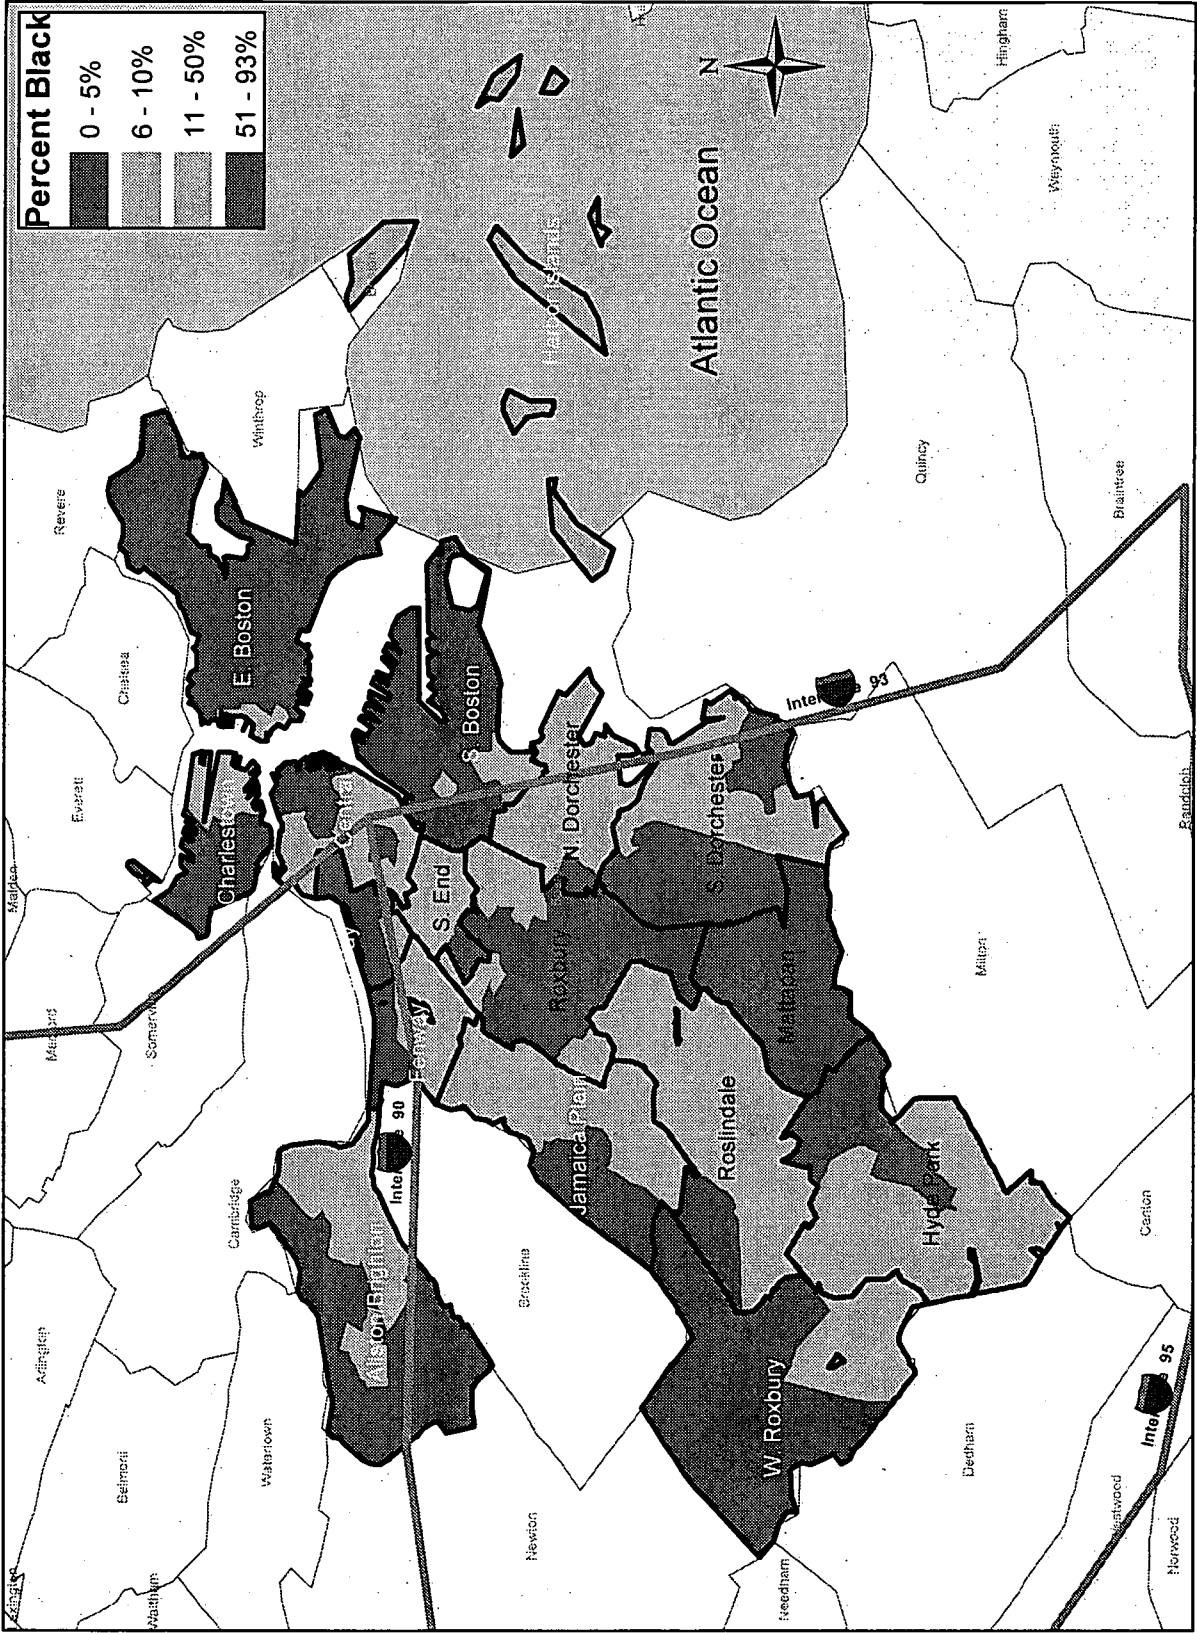 Percent Black
0 - 5%
6 - 10%
11 - 50%
51 - 93%
N
Atlantic Ocean
Harbor Islands
Hingham
Weymouth
Quincy
Braintree
Randolph
Milton
Canton
Dedham
Westwood
Norwood
Needham
Newton
Brookline
Waltham
Watertown
Belmont
Arlington
Cambridge
Somerville
Medford
Malden
Everett
Chelsea
Revere
Winthrop
E. Boston
Charlestown
Central
S. Boston
S. End
Fenway
Allston/Brighton
Jamaica Plain
Roxbury
N. Dorchester
S. Dorchester
Mattapan
Roslindale
Hyde Park
W. Roxbury
93
90
95